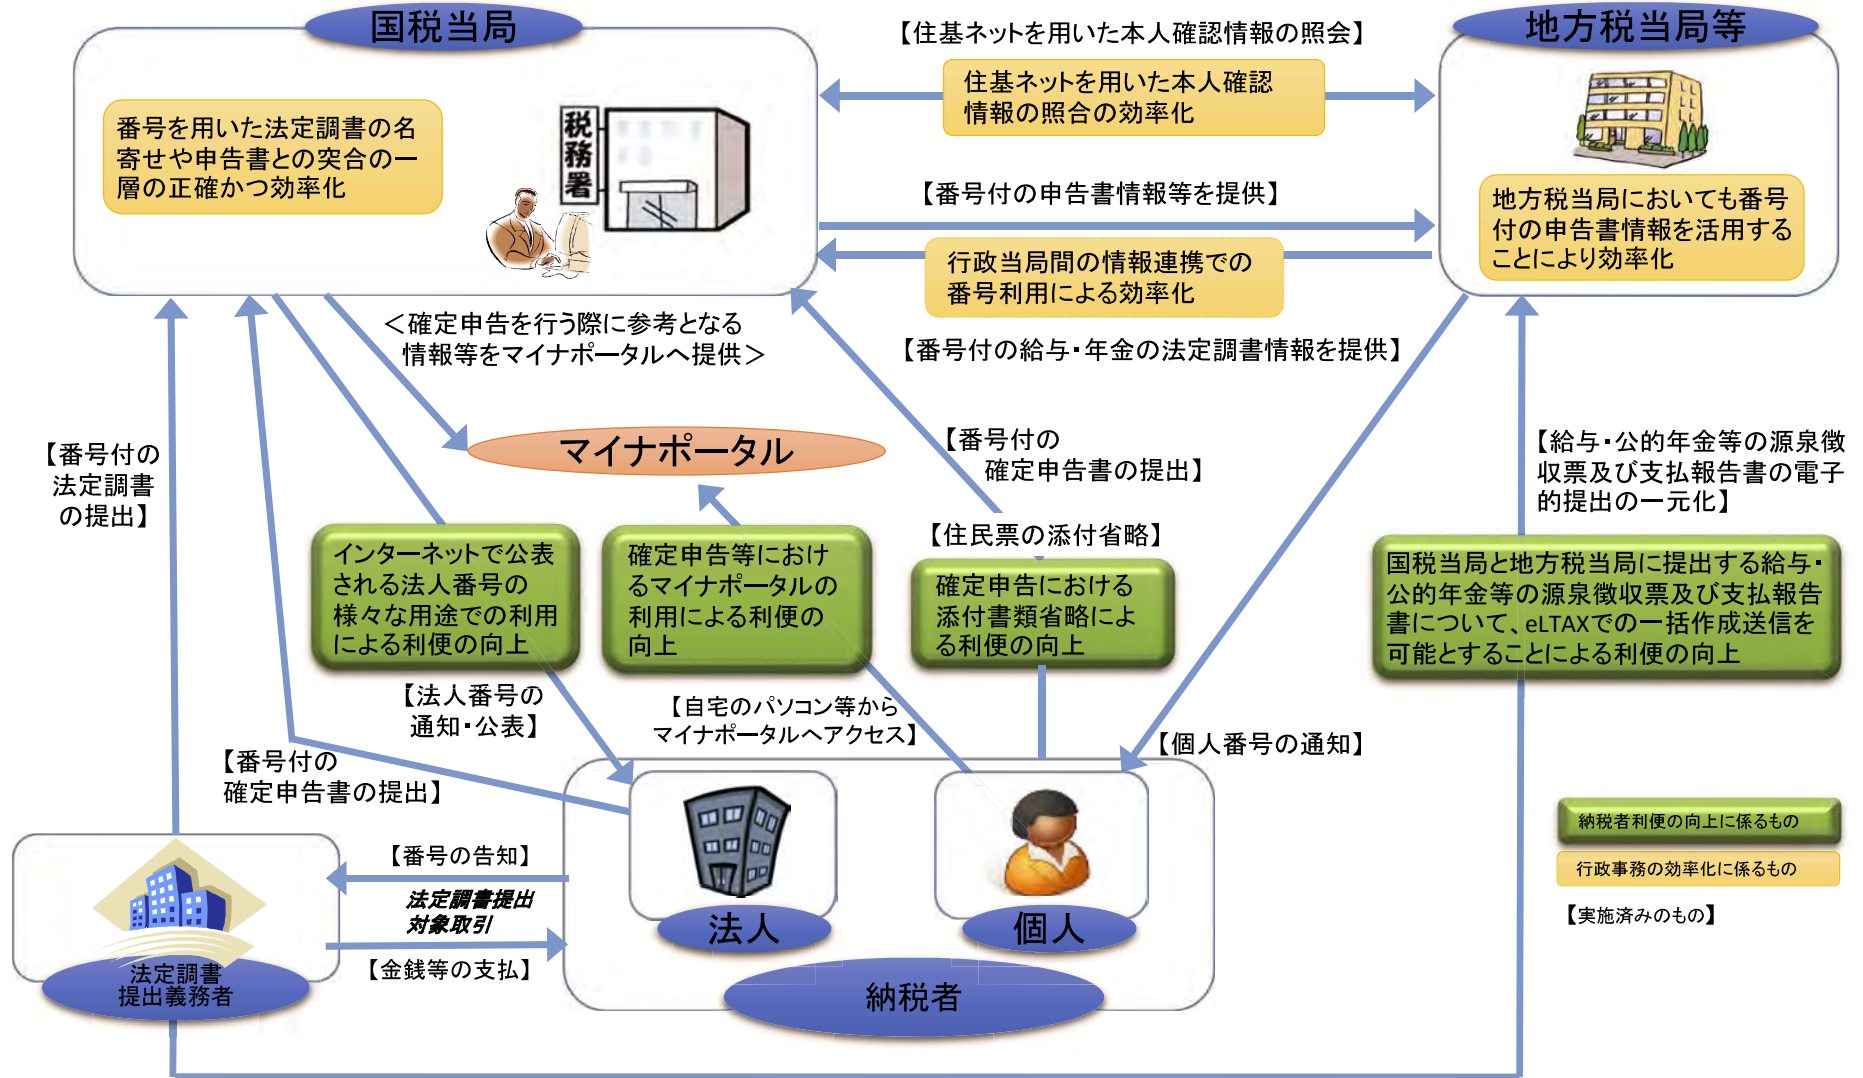 国税当局
地方税当局等
【住基ネットを用いた本人確認情報の照会】
住基ネットを用いた本人確認
情報の照合の効率化
番号を用いた法定調書の名
寄せや申告書との突合の一
層の正確かつ効率化
税務署
【番号付の申告書情報等を提供】
地方税当局においても番号
付の申告書情報を活用する
ことにより効率化
行政当局間の情報連携での
番号利用による効率化
【番号付の給与・年金の法定調書情報を提供】
＜確定申告を行う際に参考となる
情報等をマイナポータルへ提供＞
マイナポータル
【番号付の
法定調書
の提出】
【番号付の
確定申告書の提出】
【給与・公的年金等の源泉徴
収票及び支払報告書の電子
的提出の一元化】
【住民票の添付省略】
インターネットで公表
される法人番号の
様々な用途での利用
による利便の向上
確定申告等におけ
るマイナポータルの
利用による利便の
向上
確定申告における
添付書類省略によ
る利便の向上
国税当局と地方税当局に提出する給与・
公的年金等の源泉徴収票及び支払報告
書について、eLTAXでの一括作成送信を
可能とすることによる利便の向上
【法人番号の
通知・公表】
【自宅のパソコン等から
マイナポータルへアクセス】
【個人番号の通知】
【番号付の
確定申告書の提出】
【番号の告知】
法定調書提出
対象取引
【金銭等の支払】
法人
個人
納税者
法定調書
提出義務者
納税者利便の向上に係るもの
行政事務の効率化に係るもの
【実施済みのもの】